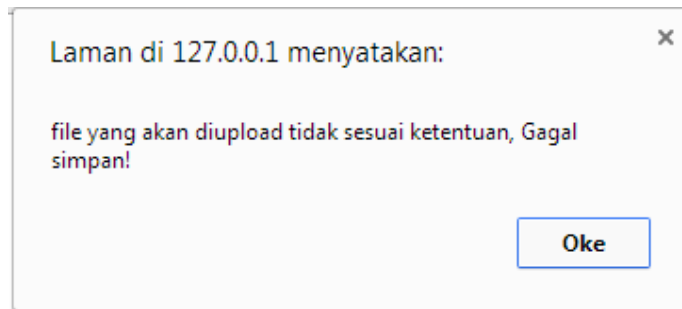 Laman di 127.0.0.1 menyatakan:
file yang akan diupload tidak sesuai ketentuan, Gagal
simpan!
Oke